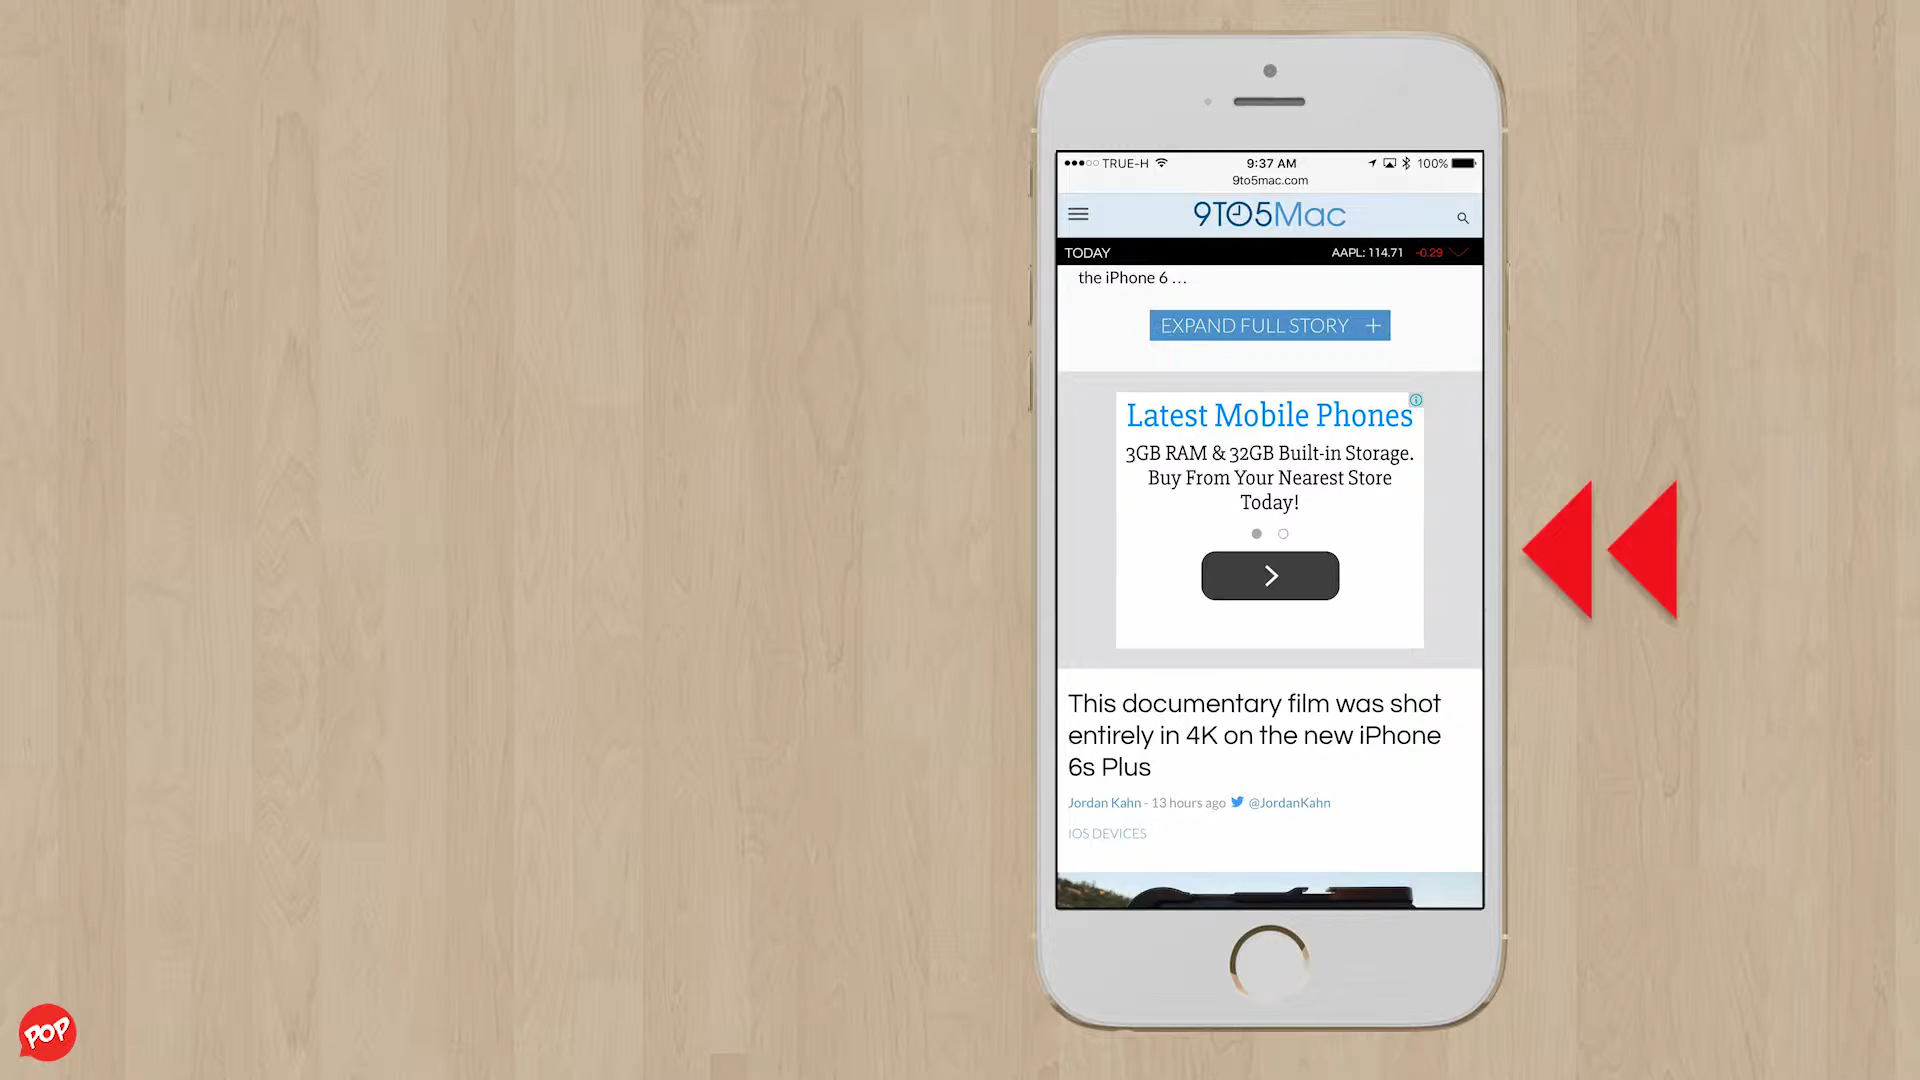 TRUE-H 9:37 AM 100%
9to5mac.com
9TO5Mac
TODAY AAPL: 114.71 -0.29
the iPhone 6 ...
EXPAND FULL STORY +
Latest Mobile Phones
3GB RAM & 32GB Built-in Storage.
Buy From Your Nearest Store
Today!
This documentary film was shot
entirely in 4K on the new iPhone
6s Plus
Jordan Kahn - 13 hours ago @JordanKahn
IOS DEVICES
POP